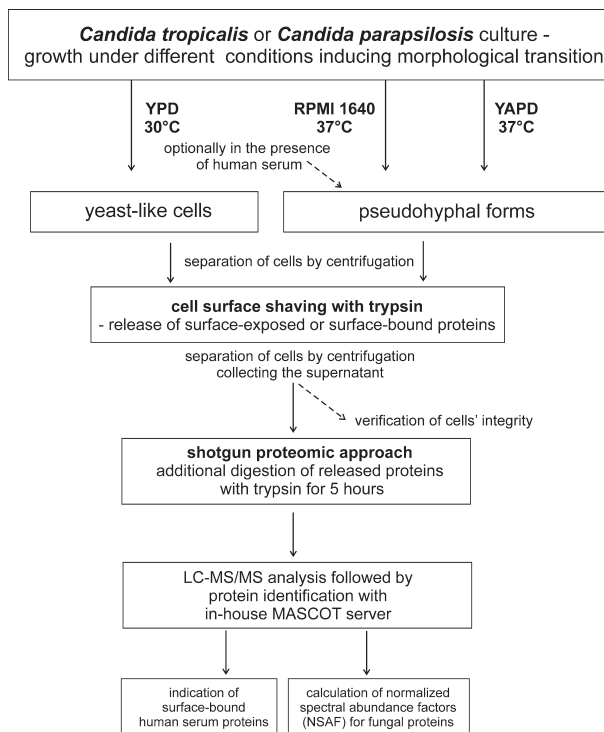 Candida tropicalis or Candida parapsilosis culture -
growth under different conditions inducing morphological transition
YPD
30°C
RPMI 1640
37°C
YAPD
37°C
optionally in the presence
of human serum
yeast-like cells
pseudohyphal forms
separation of cells by centrifugation
cell surface shaving with trypsin
- release of surface-exposed or surface-bound proteins
separation of cells by centrifugation
collecting the supernatant
verification of cells' integrity
shotgun proteomic approach
additional digestion of released proteins
with trypsin for 5 hours
LC-MS/MS analysis followed by
protein identification with
in-house MASCOT server
indication of
surface-bound
human serum proteins
calculation of normalized
spectral abundance factors
(NSAF) for fungal proteins